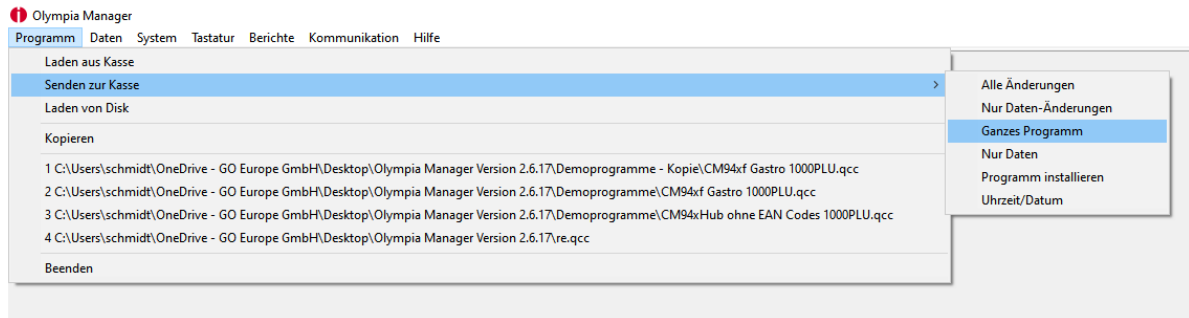 Olympia Manager
Programm Daten System Tastatur Berichte Kommunikation Hilfe
Laden aus Kasse
Senden zur Kasse
Laden von Disk
Kopieren
1 C:\Users\schmidt\OneDrive - GO Europe GmbH\Desktop\Olympia Manager Version 2.6.17\Demoprogramme - Kopie\CM94xf Gastro 1000PLU.qcc
2 C:\Users\schmidt\OneDrive - GO Europe GmbH\Desktop\Olympia Manager Version 2.6.17\Demoprogramme\CM94xf Gastro 1000PLU.qcc
3 C:\Users\schmidt\OneDrive - GO Europe GmbH\Desktop\Olympia Manager Version 2.6.17\Demoprogramme\CM94xHub ohne EAN Codes 1000PLU.qcc
4 C:\Users\schmidt\OneDrive - GO Europe GmbH\Desktop\Olympia Manager Version 2.6.17\re.qcc
Beenden
Alle Änderungen
Nur Daten-Änderungen
Ganzes Programm
Nur Daten
Programm installieren
Uhrzeit/Datum